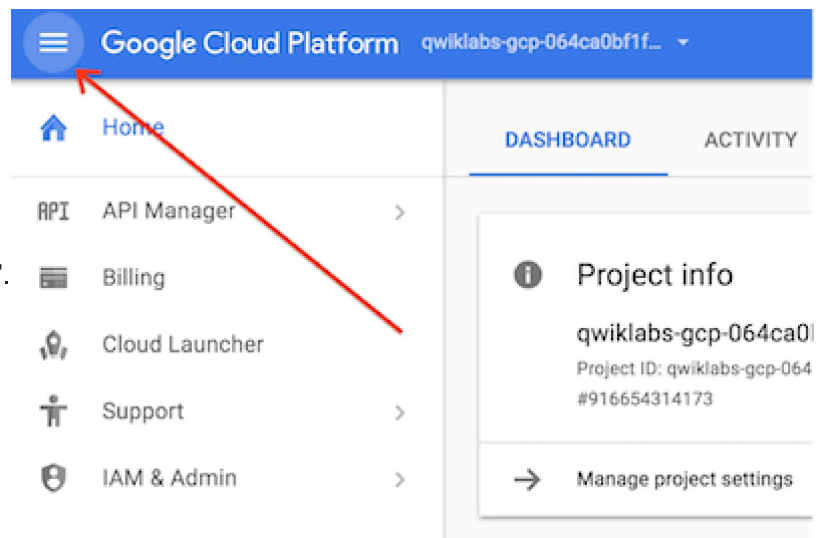 Google Cloud Platform qwiklabs-gcp-064ca0bf1f...
Home
DASHBOARD ACTIVITY
API API Manager
Billing
Cloud Launcher
Support
IAM & Admin
Project info
qwiklabs-gcp-064ca0
Project ID: qwiklabs-gcp-064
#916654314173
Manage project settings